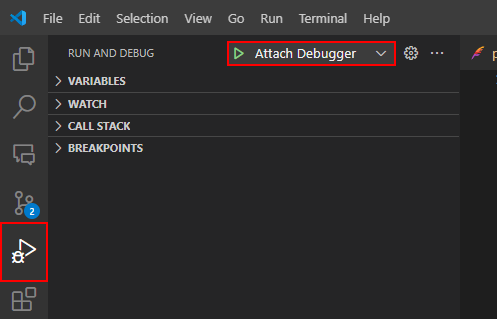 File Edit Selection View Go Run Terminal Help
RUN AND DEBUG Attach Debugger
VARIABLES
WATCH
CALL STACK
BREAKPOINTS
2